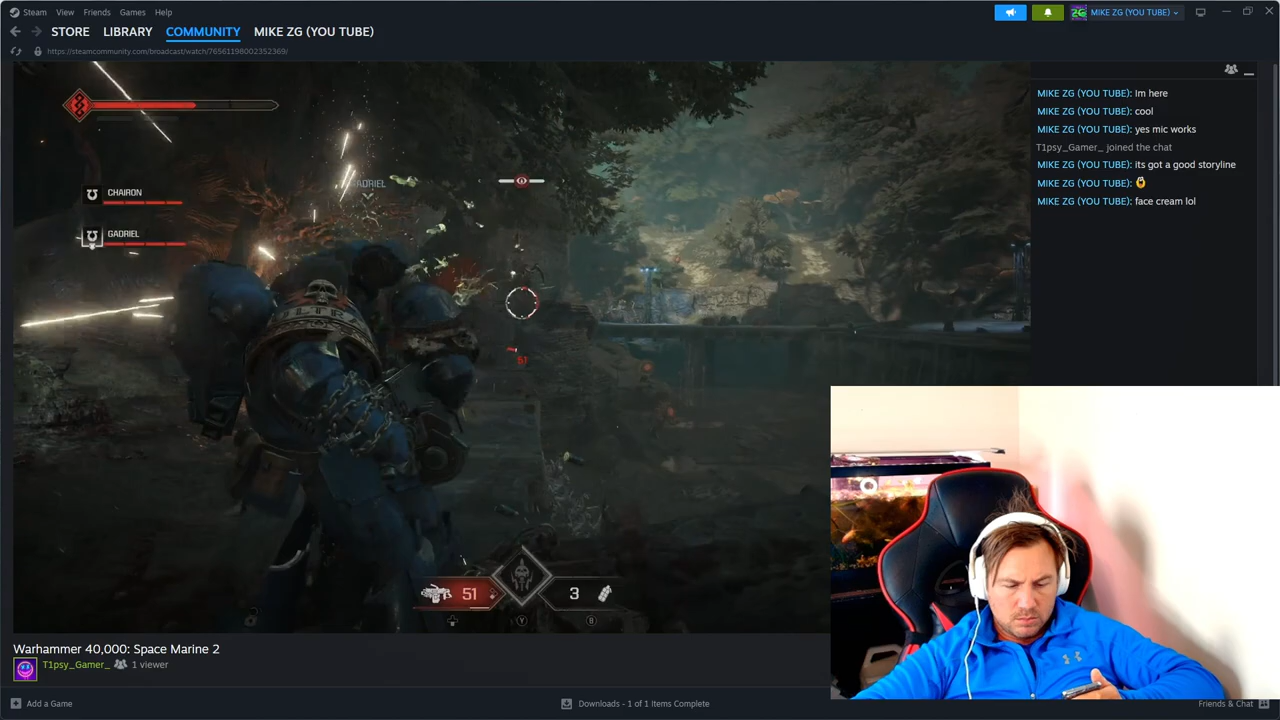 Steam View Friends Games Help
MIKE ZG (YOU TUBE)
STORE LIBRARY COMMUNITY MIKE ZG (YOU TUBE)
https://steamcommunity.com/broadcast/watch/76561198002352369/
MIKE ZG (YOU TUBE): Im here
MIKE ZG (YOU TUBE): cool
MIKE ZG (YOU TUBE): yes mic works
T1psy_Gamer_ joined the chat
MIKE ZG (YOU TUBE): its got a good storyline
MIKE ZG (YOU TUBE):
MIKE ZG (YOU TUBE): face cream lol
GADRIEL
CHAIRON
GADRIEL
51
51
3
Y
B
Warhammer 40,000: Space Marine 2
T1psy_Gamer_ 1 viewer
Add a Game
Downloads - 1 of 1 Items Complete
Friends & Chat